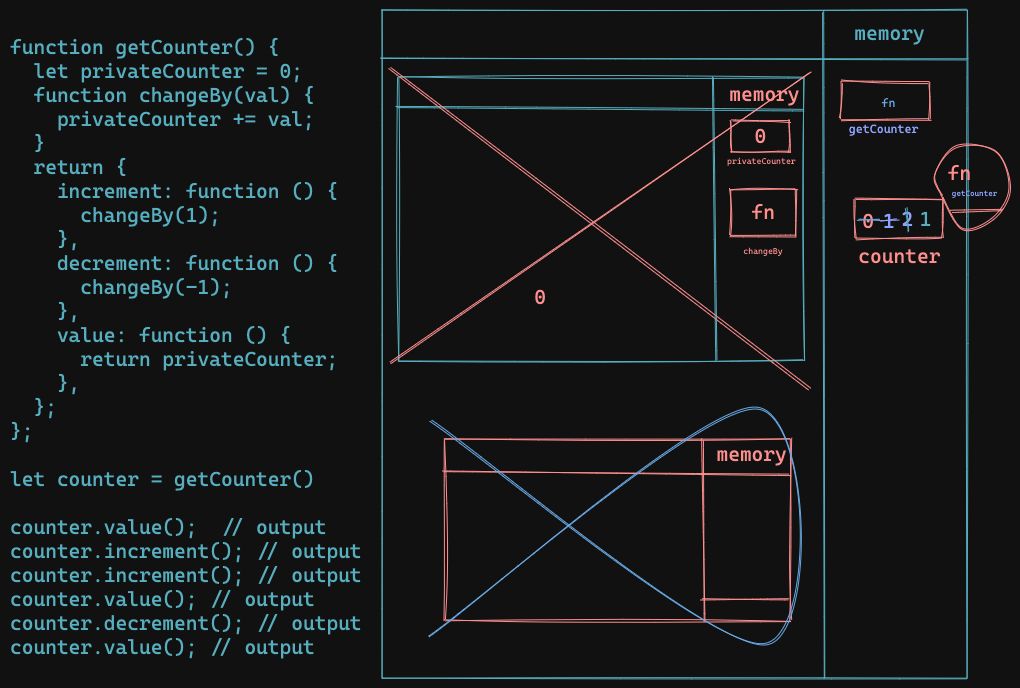 function getCounter() {
  let privateCounter = 0;
  function changeBy(val) {
    privateCounter += val;
  }
  return {
    increment: function () {
      changeBy(1);
    },
    decrement: function () {
      changeBy(-1);
    },
    value: function () {
      return privateCounter;
    },
  };
};
let counter = getCounter()
counter.value();  // output
counter.increment(); // output
counter.increment(); // output
counter.value(); // output
counter.decrement(); // output
counter.value(); // output
memory
memory
0
privateCounter
fn
changeBy
0
memory
fn
getCounter
fn
getCounter
0 1 2 1
counter